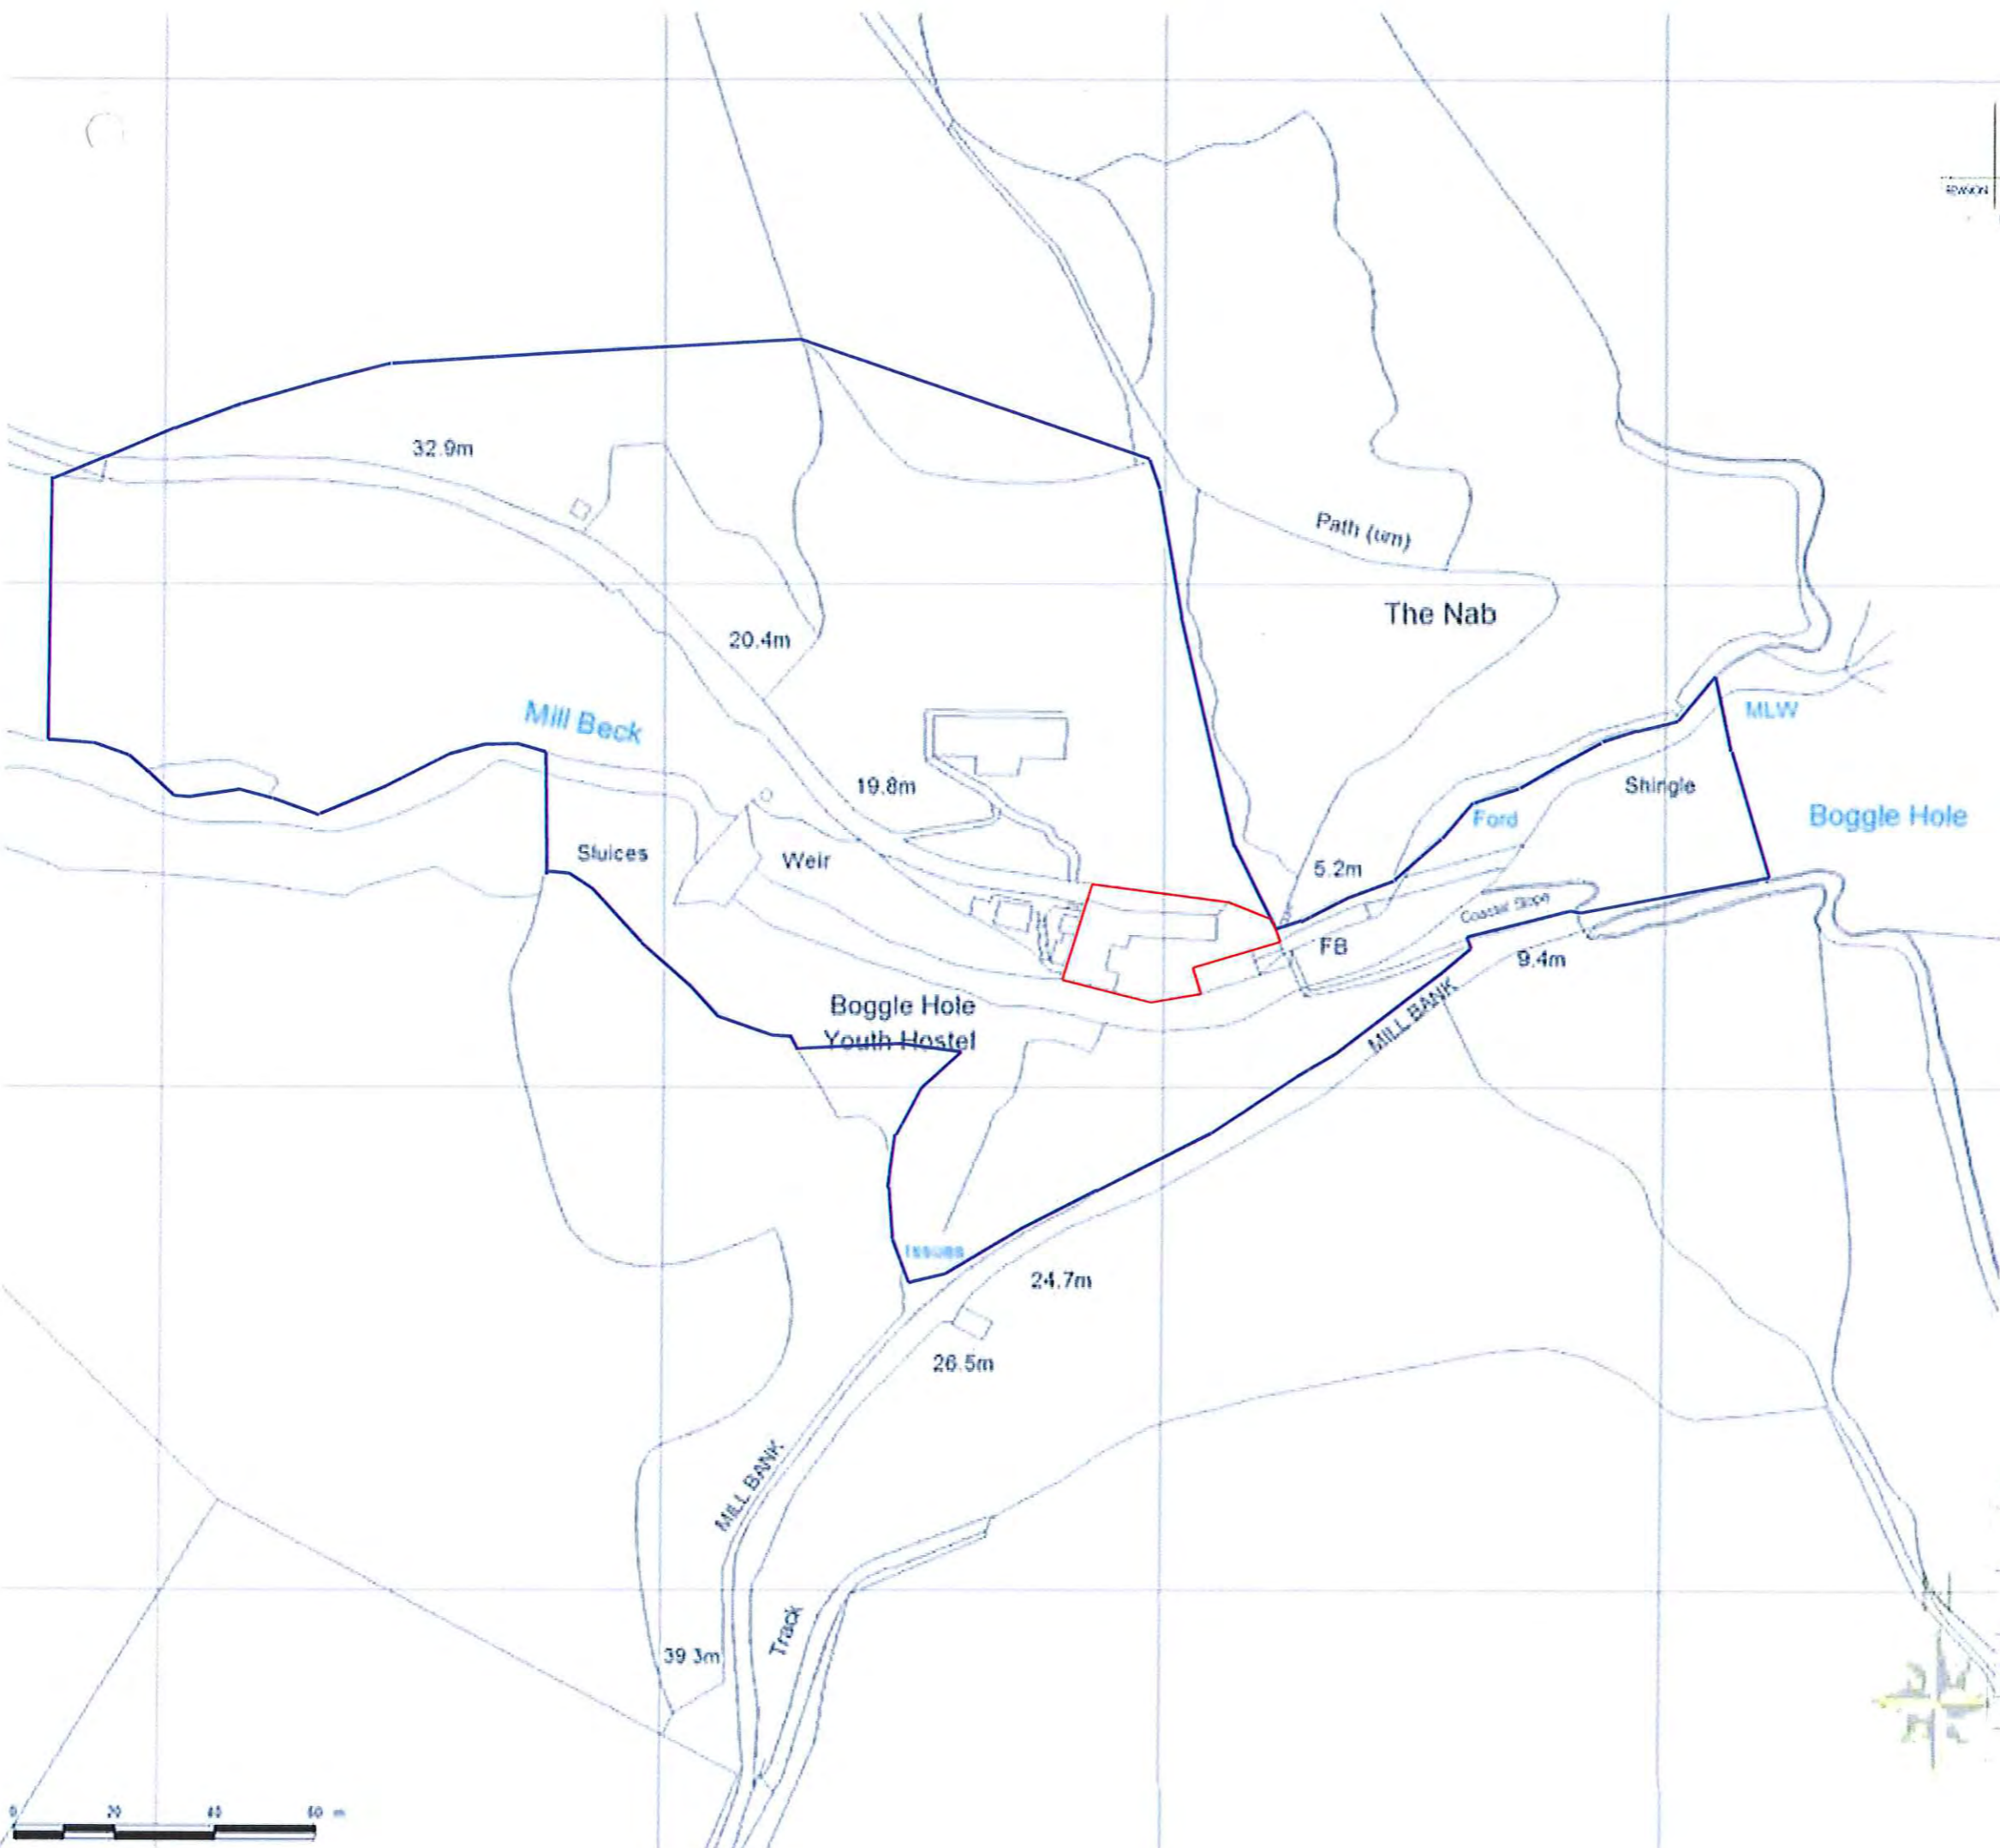 32.9m
Path (um)
The Nab
20.4m
Mill Beck
MLW
19.8m
Shingle
Boggle Hole
Ford
Sluices
Weir
5.2m
Coastal Slope
FB
9.4m
Boggle Hole
Youth Hostel
MILL BANK
Issues
24.7m
26.5m
MILL BANK
Track
39.3m
0 20 40 60 m